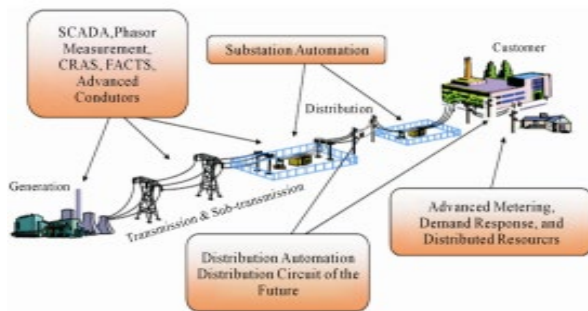 SCADA,Phasor
Measurement,
CRAS, FACTS,
Advanced
Condutors
Substation Automation
Customer
Distribution
Generation
Transmission & Sub-transmission
Advanced Metering,
Demand Response, and
Distributed Resourcrs
Distribution Automation
Distribution Circuit of the
Future